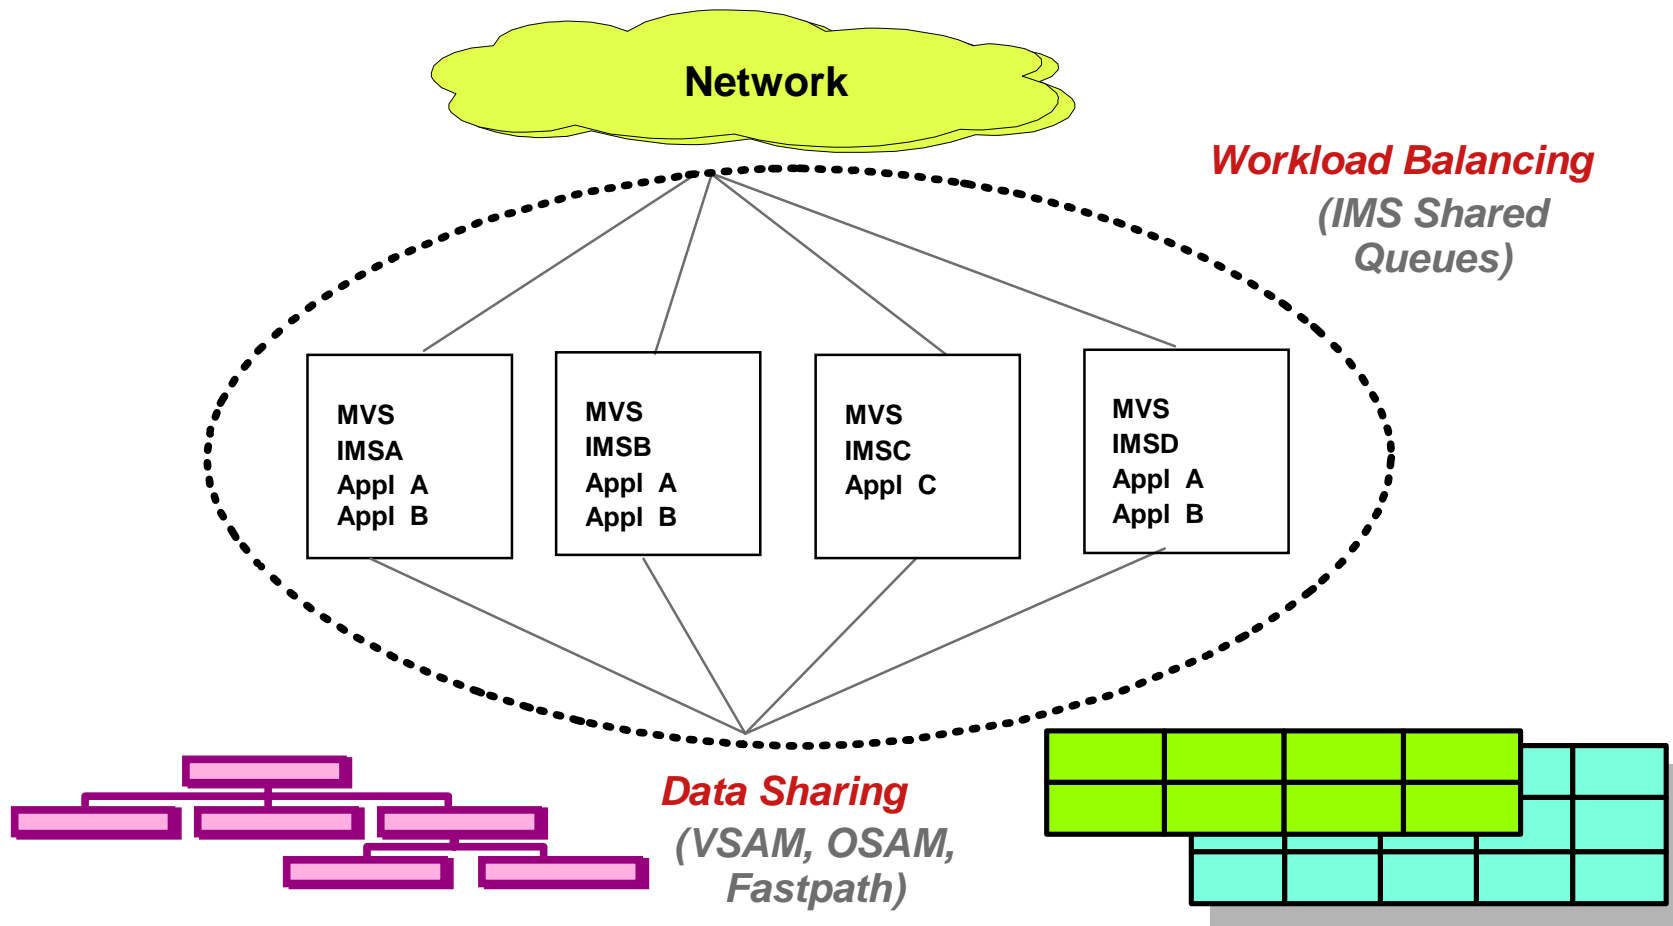 Network
Workload Balancing
(IMS Shared
Queues)
MVS
IMSA
Appl A
Appl B
MVS
IMSB
Appl A
Appl B
MVS
IMSC
Appl C
MVS
IMSD
Appl A
Appl B
Data Sharing
(VSAM, OSAM,
Fastpath)